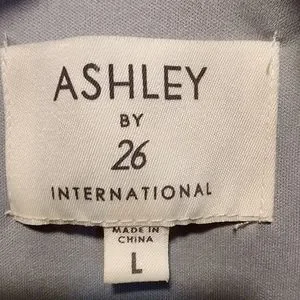 ASHLEY
BY
26
INTERNATIONAL
MADE IN
CHINA
L